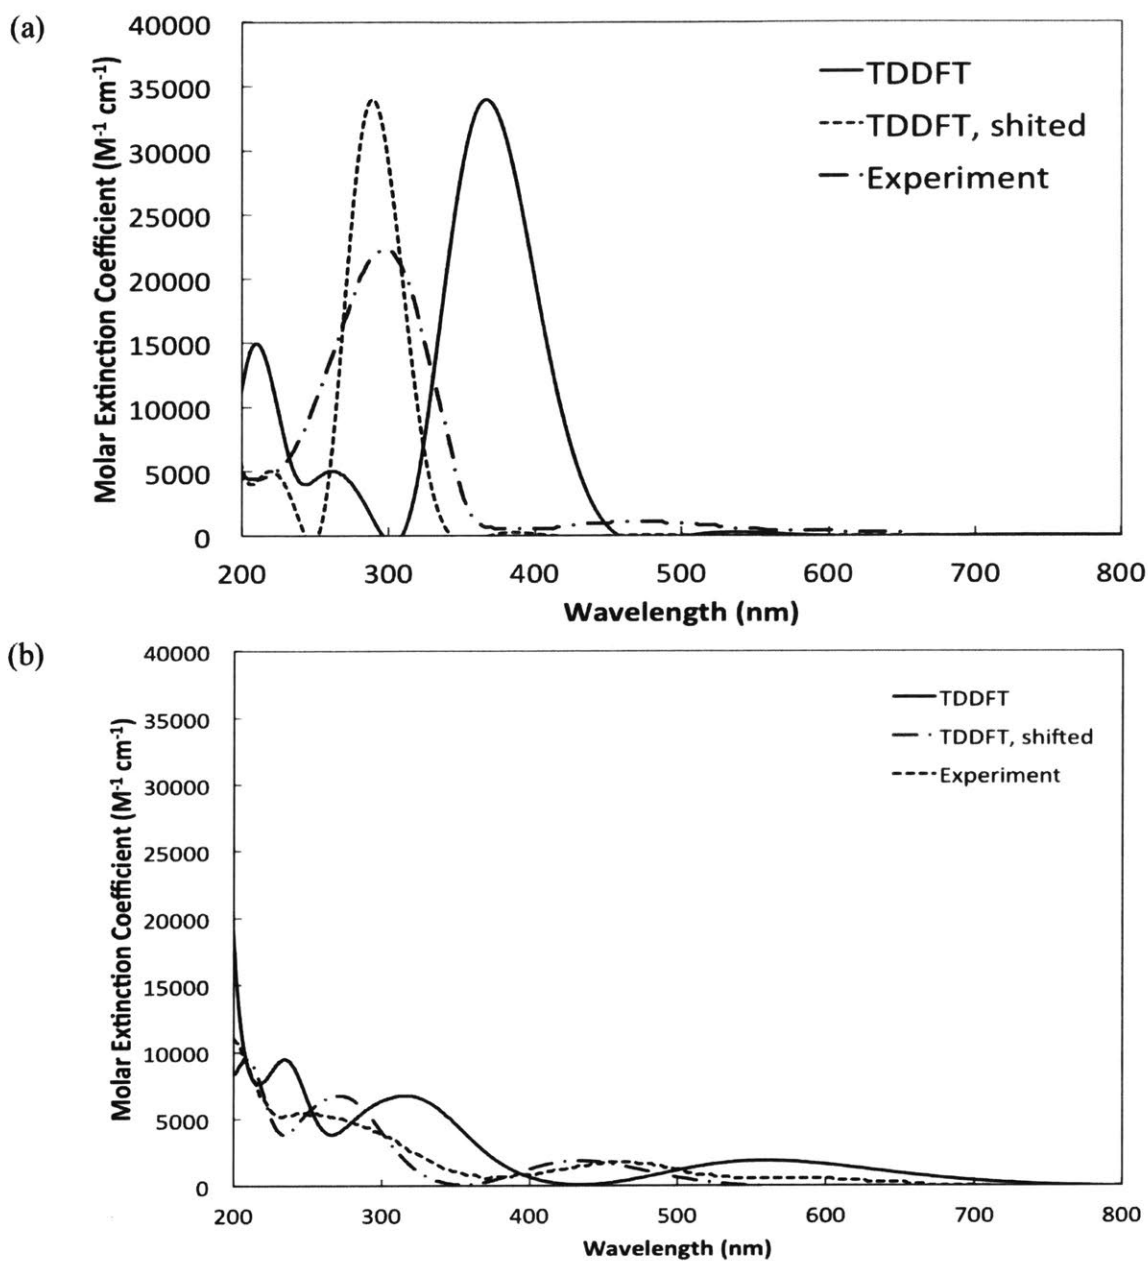 (a)
40000
35000
30000
25000
20000
15000
10000
5000
0
Molar Extinction Coefficient (M⁻¹ cm⁻¹)
TDDFT
TDDFT, shited
Experiment
200 300 400 500 600 700 800
Wavelength (nm)
(b)
40000
35000
30000
25000
20000
15000
10000
5000
0
Molar Extinction Coefficient (M⁻¹ cm⁻¹)
TDDFT
TDDFT, shifted
Experiment
200 300 400 500 600 700 800
Wavelength (nm)